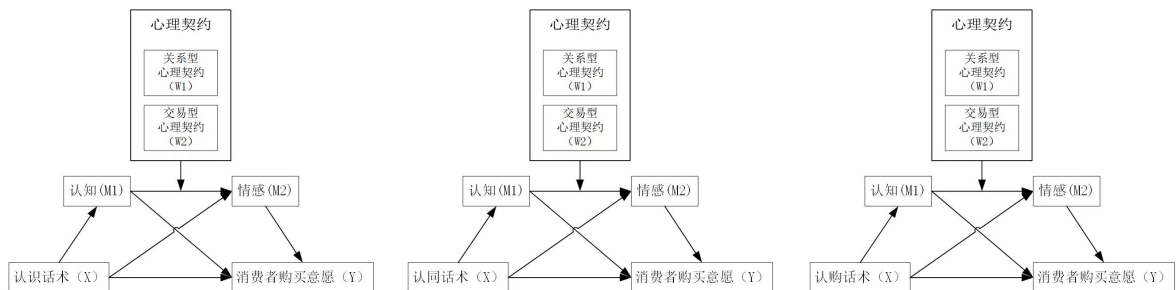 心理契约
关系型
心理契约
（W1）
交易型
心理契约
（W2）
认知(M1)
情感(M2)
认识话术（X）
消费者购买意愿（Y）
心理契约
关系型
心理契约
（W1）
交易型
心理契约
（W2）
认知(M1)
情感(M2)
认同话术（X）
消费者购买意愿（Y）
心理契约
关系型
心理契约
（W1）
交易型
心理契约
（W2）
认知(M1)
情感(M2)
认购话术（X）
消费者购买意愿（Y）